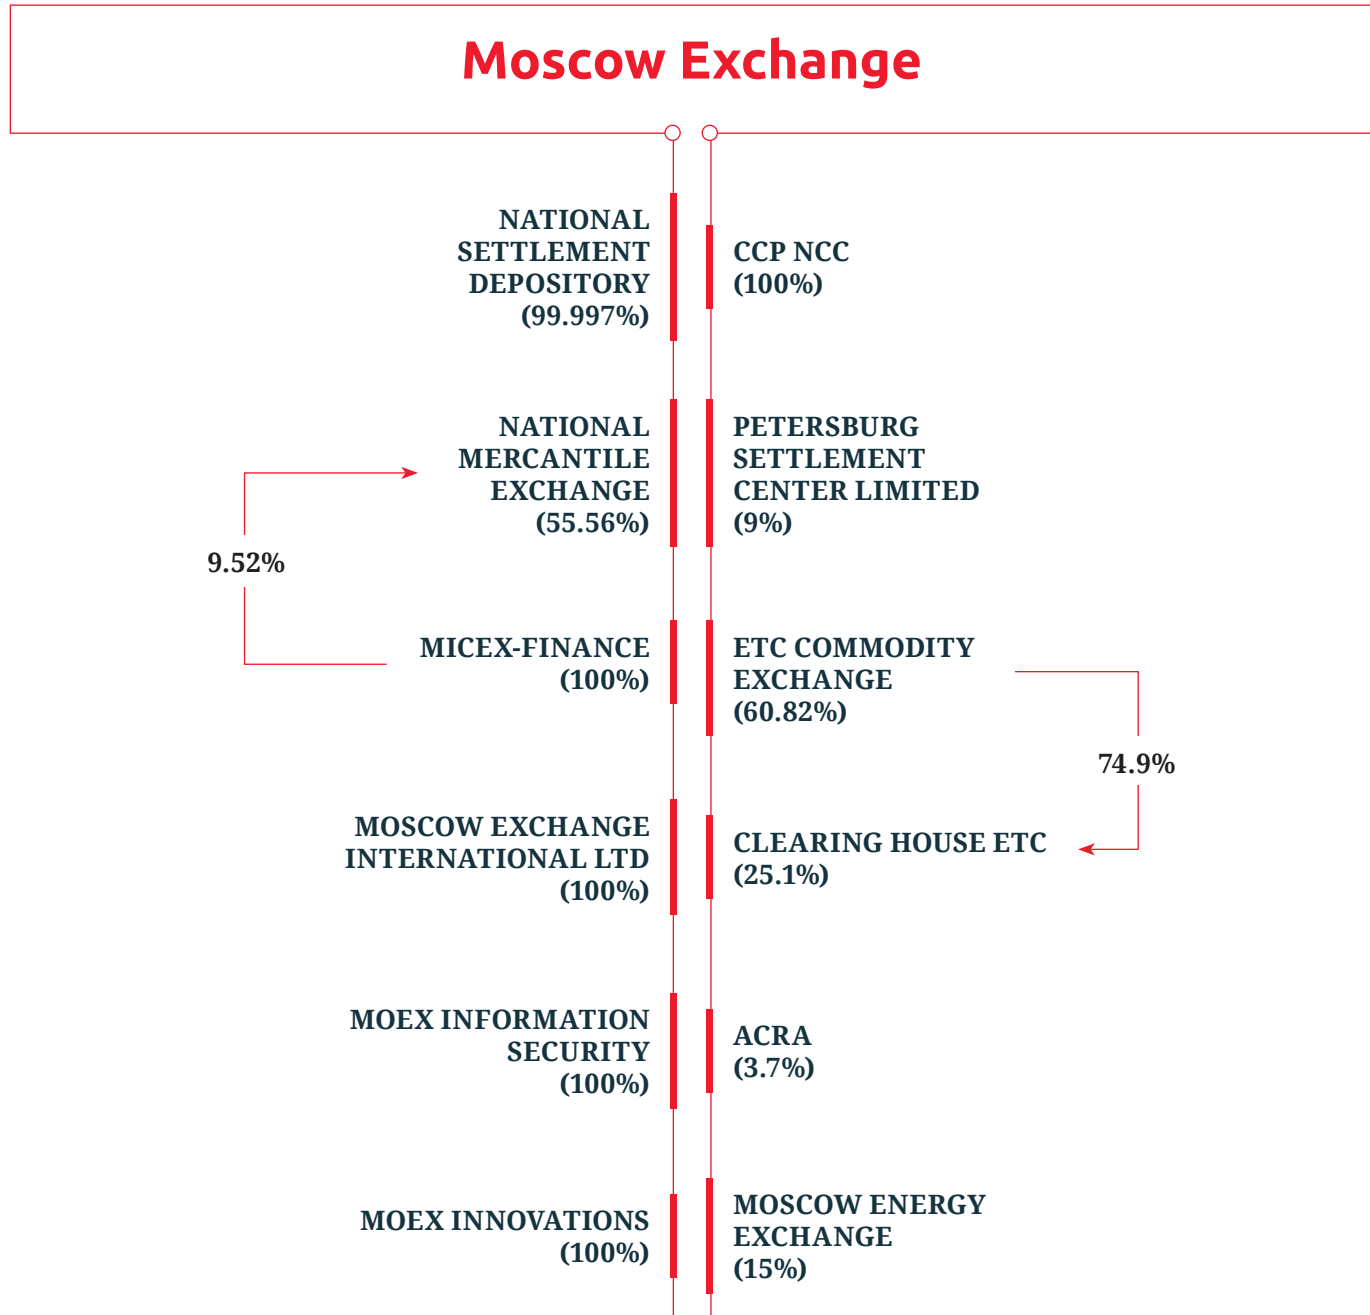 Moscow Exchange
NATIONAL
SETTLEMENT
DEPOSITORY
(99.997%)
CCP NCC
(100%)
NATIONAL
MERCANTILE
EXCHANGE
(55.56%)
PETERSBURG
SETTLEMENT
CENTER LIMITED
(9%)
9.52%
MICEX-FINANCE
(100%)
ETC COMMODITY
EXCHANGE
(60.82%)
74.9%
MOSCOW EXCHANGE
INTERNATIONAL LTD
(100%)
CLEARING HOUSE ETC
(25.1%)
MOEX INFORMATION
SECURITY
(100%)
ACRA
(3.7%)
MOEX INNOVATIONS
(100%)
MOSCOW ENERGY
EXCHANGE
(15%)